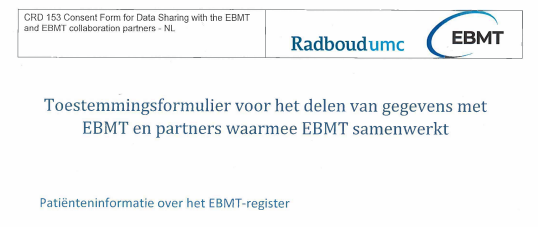 CRD 153 Consent Form for Data Sharing with the EBMT
and EBMT collaboration partners - NL
Radboudumc
EBMT
Toestemmingsformulier voor het delen van gegevens met
EBMT en partners waarmee EBMT samenwerkt
Patiënteninformatie over het EBMT-register